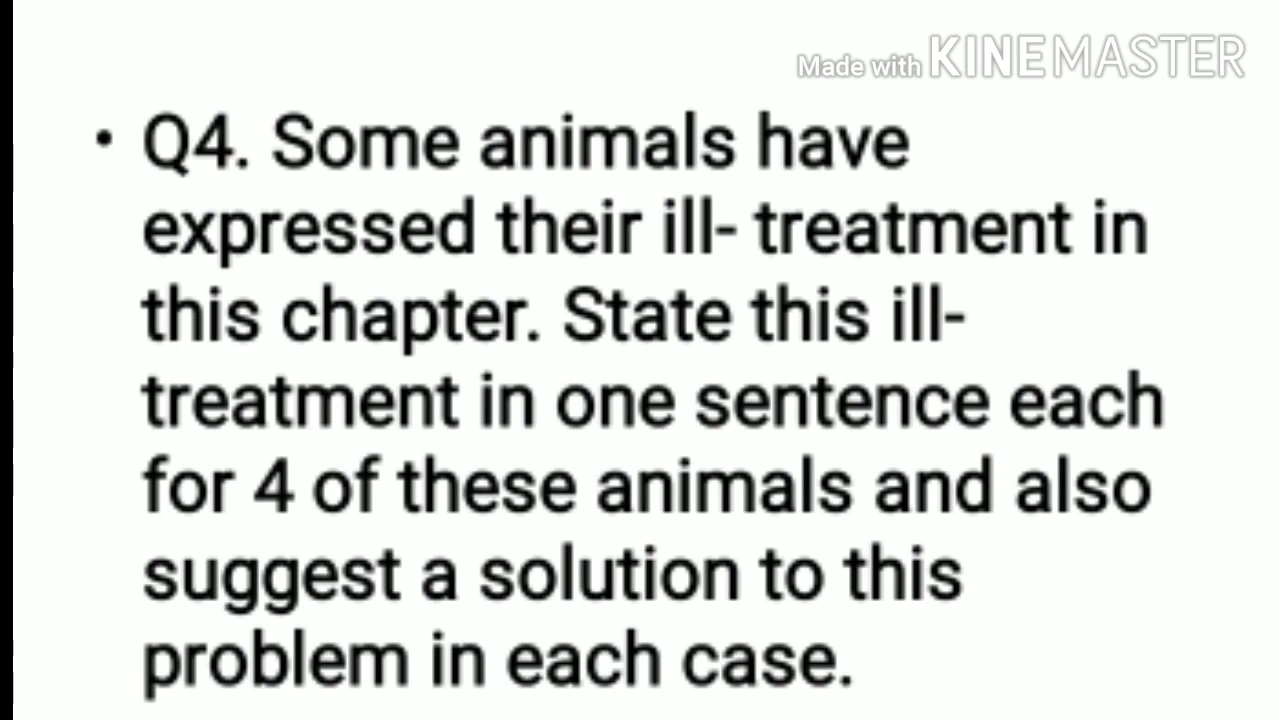 Made with KINEMASTER
• Q4. Some animals have
expressed their ill- treatment in
this chapter. State this ill-
treatment in one sentence each
for 4 of these animals and also
suggest a solution to this
problem in each case.